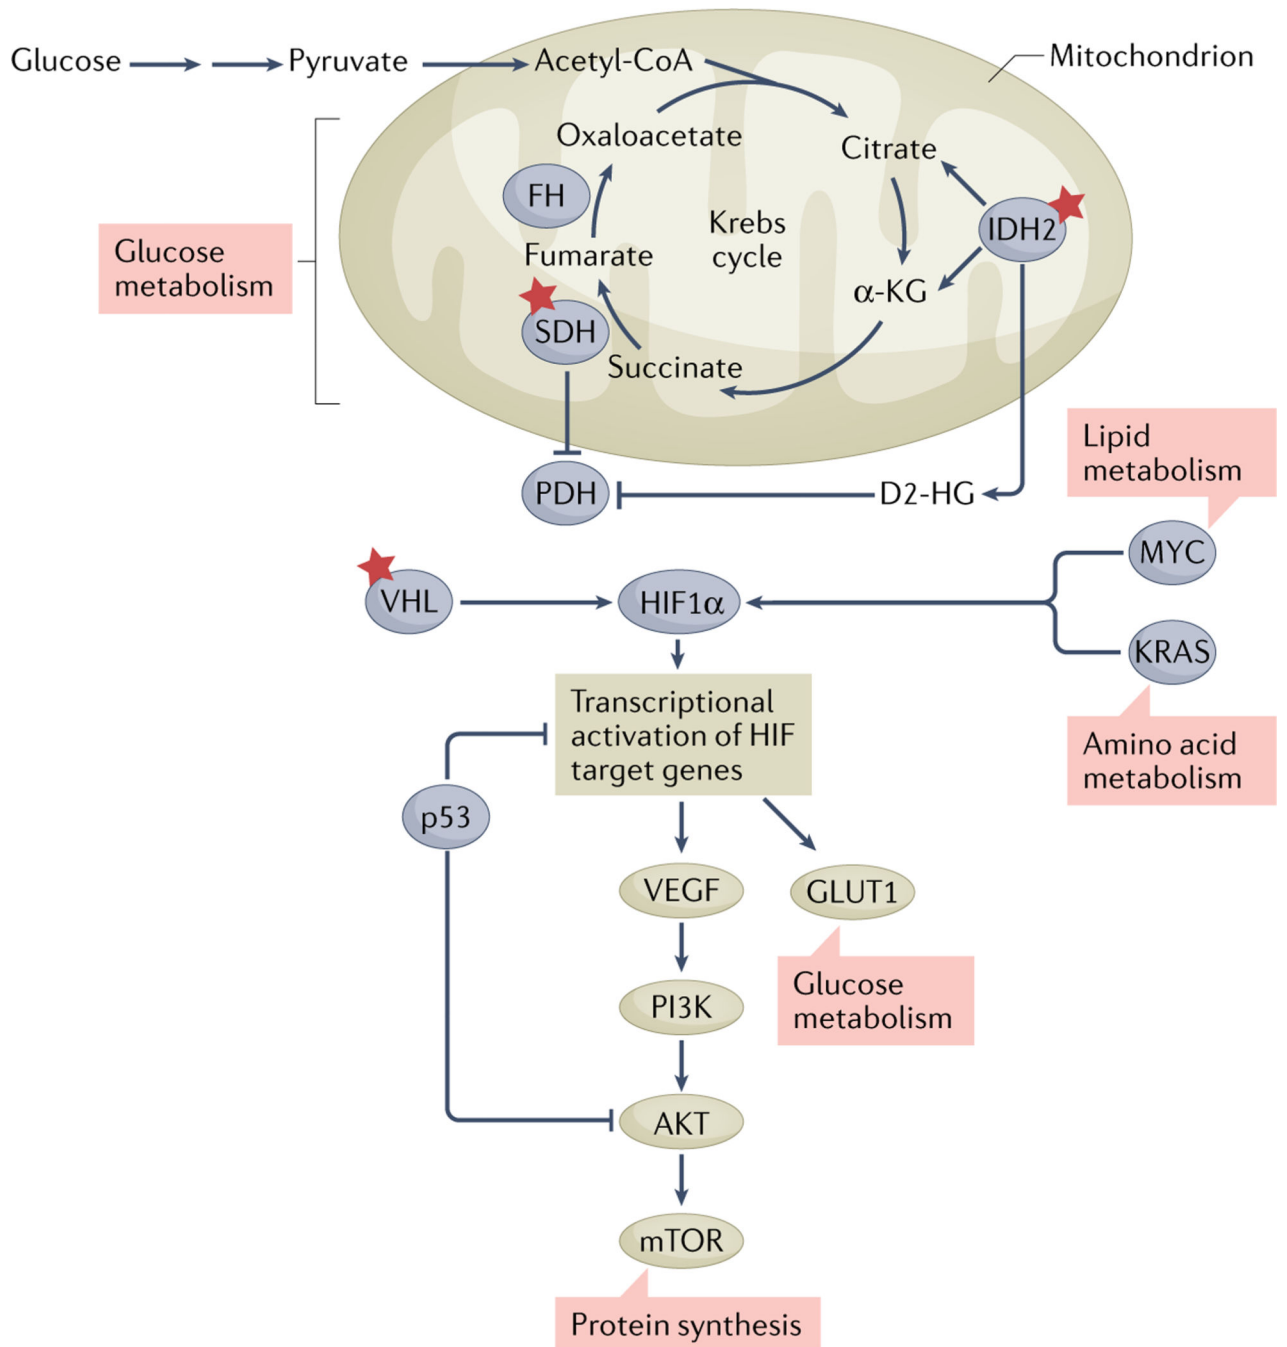 Glucose
Pyruvate
Acetyl-CoA
Mitochondrion
Oxaloacetate
Citrate
FH
Krebs
cycle
IDH2
Glucose
metabolism
Fumarate
α-KG
SDH
Succinate
Lipid
metabolism
PDH
D2-HG
MYC
VHL
HIF1α
KRAS
Transcriptional
activation of HIF
target genes
Amino acid
metabolism
p53
VEGF
GLUT1
Glucose
metabolism
PI3K
AKT
mTOR
Protein synthesis